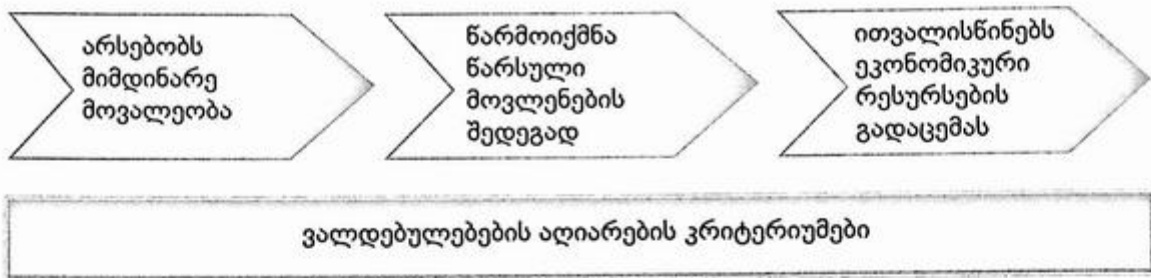 არსებობს
მიმდინარე
მოვალეობა
წარმოიქმნა
წარსული
მოვლენების
შედეგად
ითვალისწინებს
ეკონომიკური
რესურსების
გადაცემას
ვალდებულებების აღიარების კრიტერიუმები